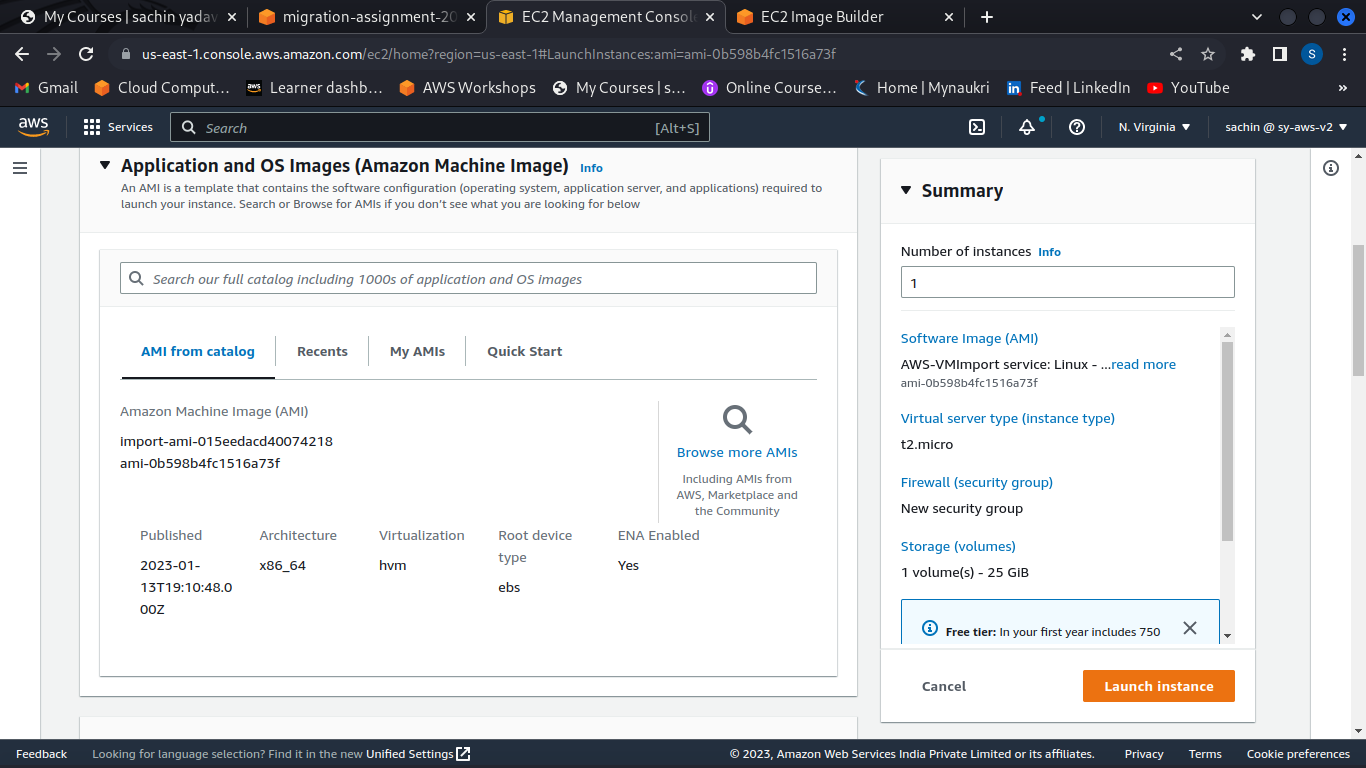 My Courses | sachin yadav
migration-assignment-20
EC2 Management Consol
EC2 Image Builder
us-east-1.console.aws.amazon.com/ec2/home?region=us-east-1#LaunchInstances:ami=ami-0b598b4fc1516a73f
S
Gmail
Cloud Comput...
aws
Learner dashb...
AWS Workshops
My Courses | s...
Online Course...
Home | Mynaukri
Feed | LinkedIn
YouTube
»
aws
Services
Search
[Alt+S]
N. Virginia
sachin @ sy-aws-v2
Application and OS Images (Amazon Machine Image) Info
An AMI is a template that contains the software configuration (operating system, application server, and applications) required to
launch your instance. Search or Browse for AMIs if you don’t see what you are looking for below
Search our full catalog including 1000s of application and OS images
AMI from catalog
Recents
My AMIs
Quick Start
Amazon Machine Image (AMI)
import-ami-015eedacd40074218
ami-0b598b4fc1516a73f
Browse more AMIs
Including AMIs from
AWS, Marketplace and
the Community
Published
2023-01-
13T19:10:48.0
00Z
Architecture
x86_64
Virtualization
hvm
Root device
type
ebs
ENA Enabled
Yes
Summary
Number of instances Info
1
Software Image (AMI)
AWS-VMImport service: Linux - ...read more
ami-0b598b4fc1516a73f
Virtual server type (instance type)
t2.micro
Firewall (security group)
New security group
Storage (volumes)
1 volume(s) - 25 GiB
Free tier: In your first year includes 750
Cancel
Launch instance
Feedback
Looking for language selection? Find it in the new Unified Settings
© 2023, Amazon Web Services India Private Limited or its affiliates.
Privacy
Terms
Cookie preferences